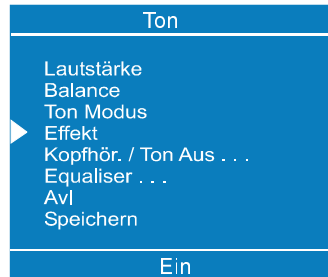 Ton
Lautstärke
Balance
Ton Modus
Effekt
Kopfhör. / Ton Aus . . .
Equaliser . . .
Avl
Speichern
Ein